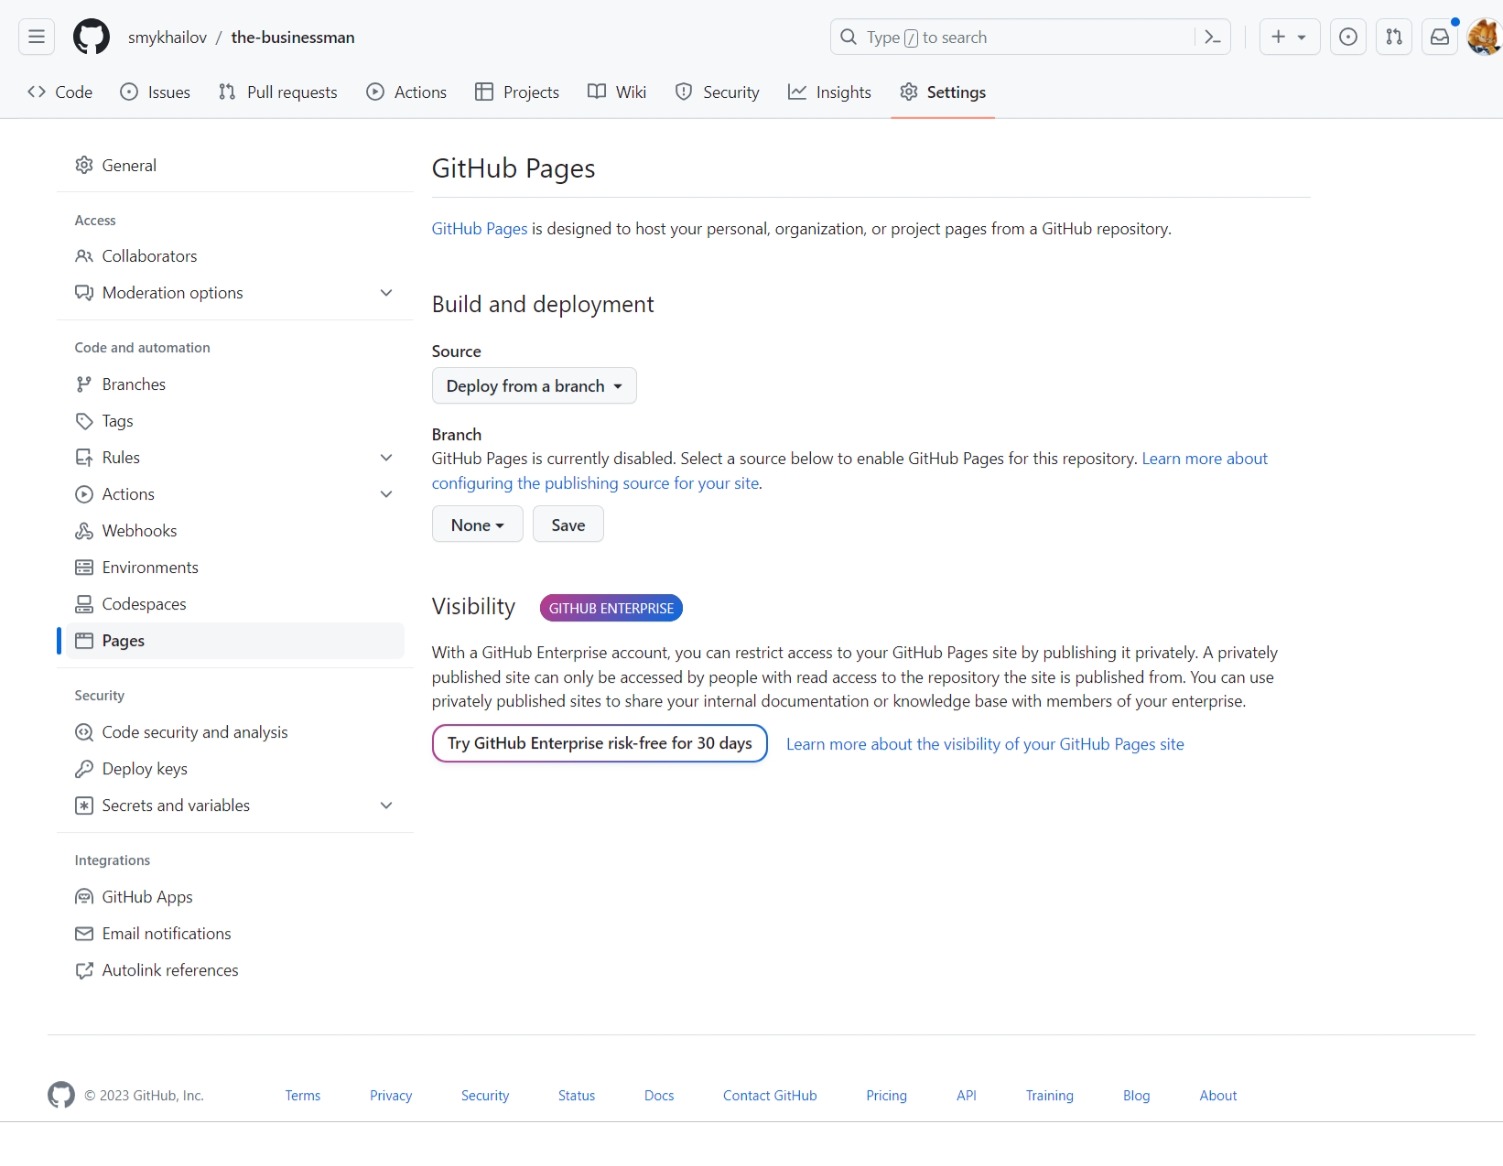 smykhailov / the-businessman
Type / to search
Code Issues Pull requests Actions Projects Wiki Security Insights Settings
General
Access
Collaborators
Moderation options
Code and automation
Branches
Tags
Rules
Actions
Webhooks
Environments
Codespaces
Pages
Security
Code security and analysis
Deploy keys
Secrets and variables
Integrations
GitHub Apps
Email notifications
Autolink references
GitHub Pages
GitHub Pages is designed to host your personal, organization, or project pages from a GitHub repository.
Build and deployment
Source
Deploy from a branch
Branch
GitHub Pages is currently disabled. Select a source below to enable GitHub Pages for this repository. Learn more about
configuring the publishing source for your site.
None Save
Visibility GITHUB ENTERPRISE
With a GitHub Enterprise account, you can restrict access to your GitHub Pages site by publishing it privately. A privately
published site can only be accessed by people with read access to the repository the site is published from. You can use
privately published sites to share your internal documentation or knowledge base with members of your enterprise.
Try GitHub Enterprise risk-free for 30 days Learn more about the visibility of your GitHub Pages site
© 2023 GitHub, Inc. Terms Privacy Security Status Docs Contact GitHub Pricing API Training Blog About